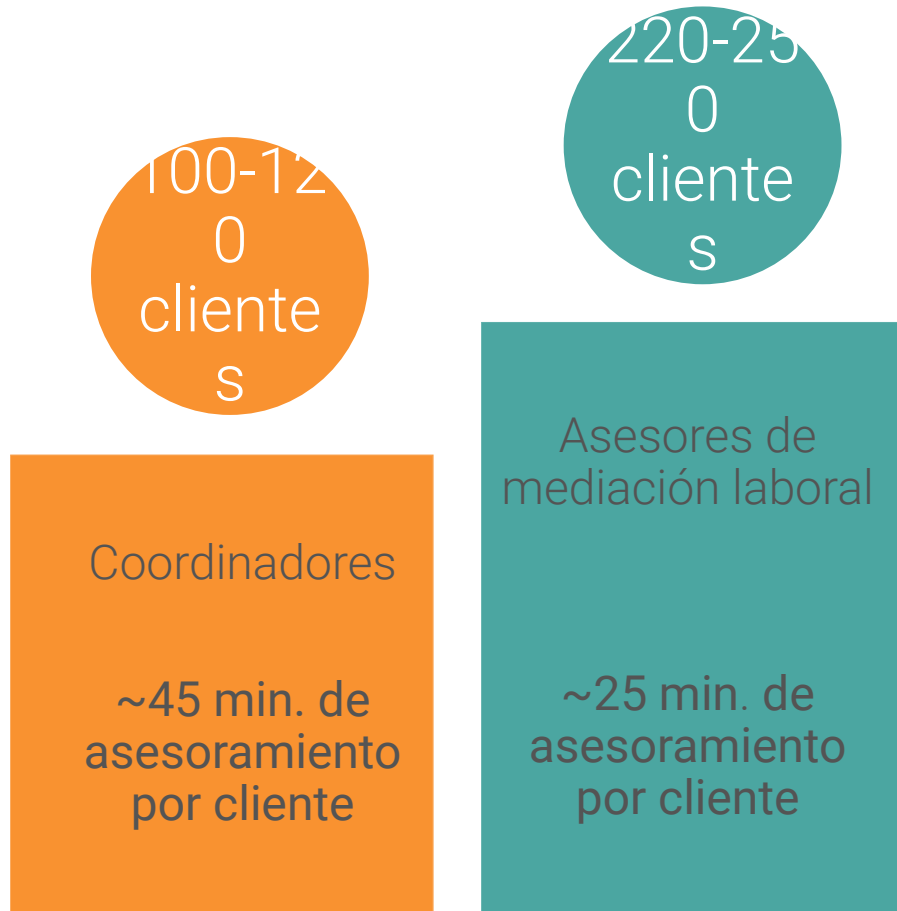 100-12
0
cliente
s
Coordinadores
~45 min. de
asesoramiento
por cliente
220-25
0
cliente
s
Asesores de
mediación laboral
~25 min. de
asesoramiento
por cliente